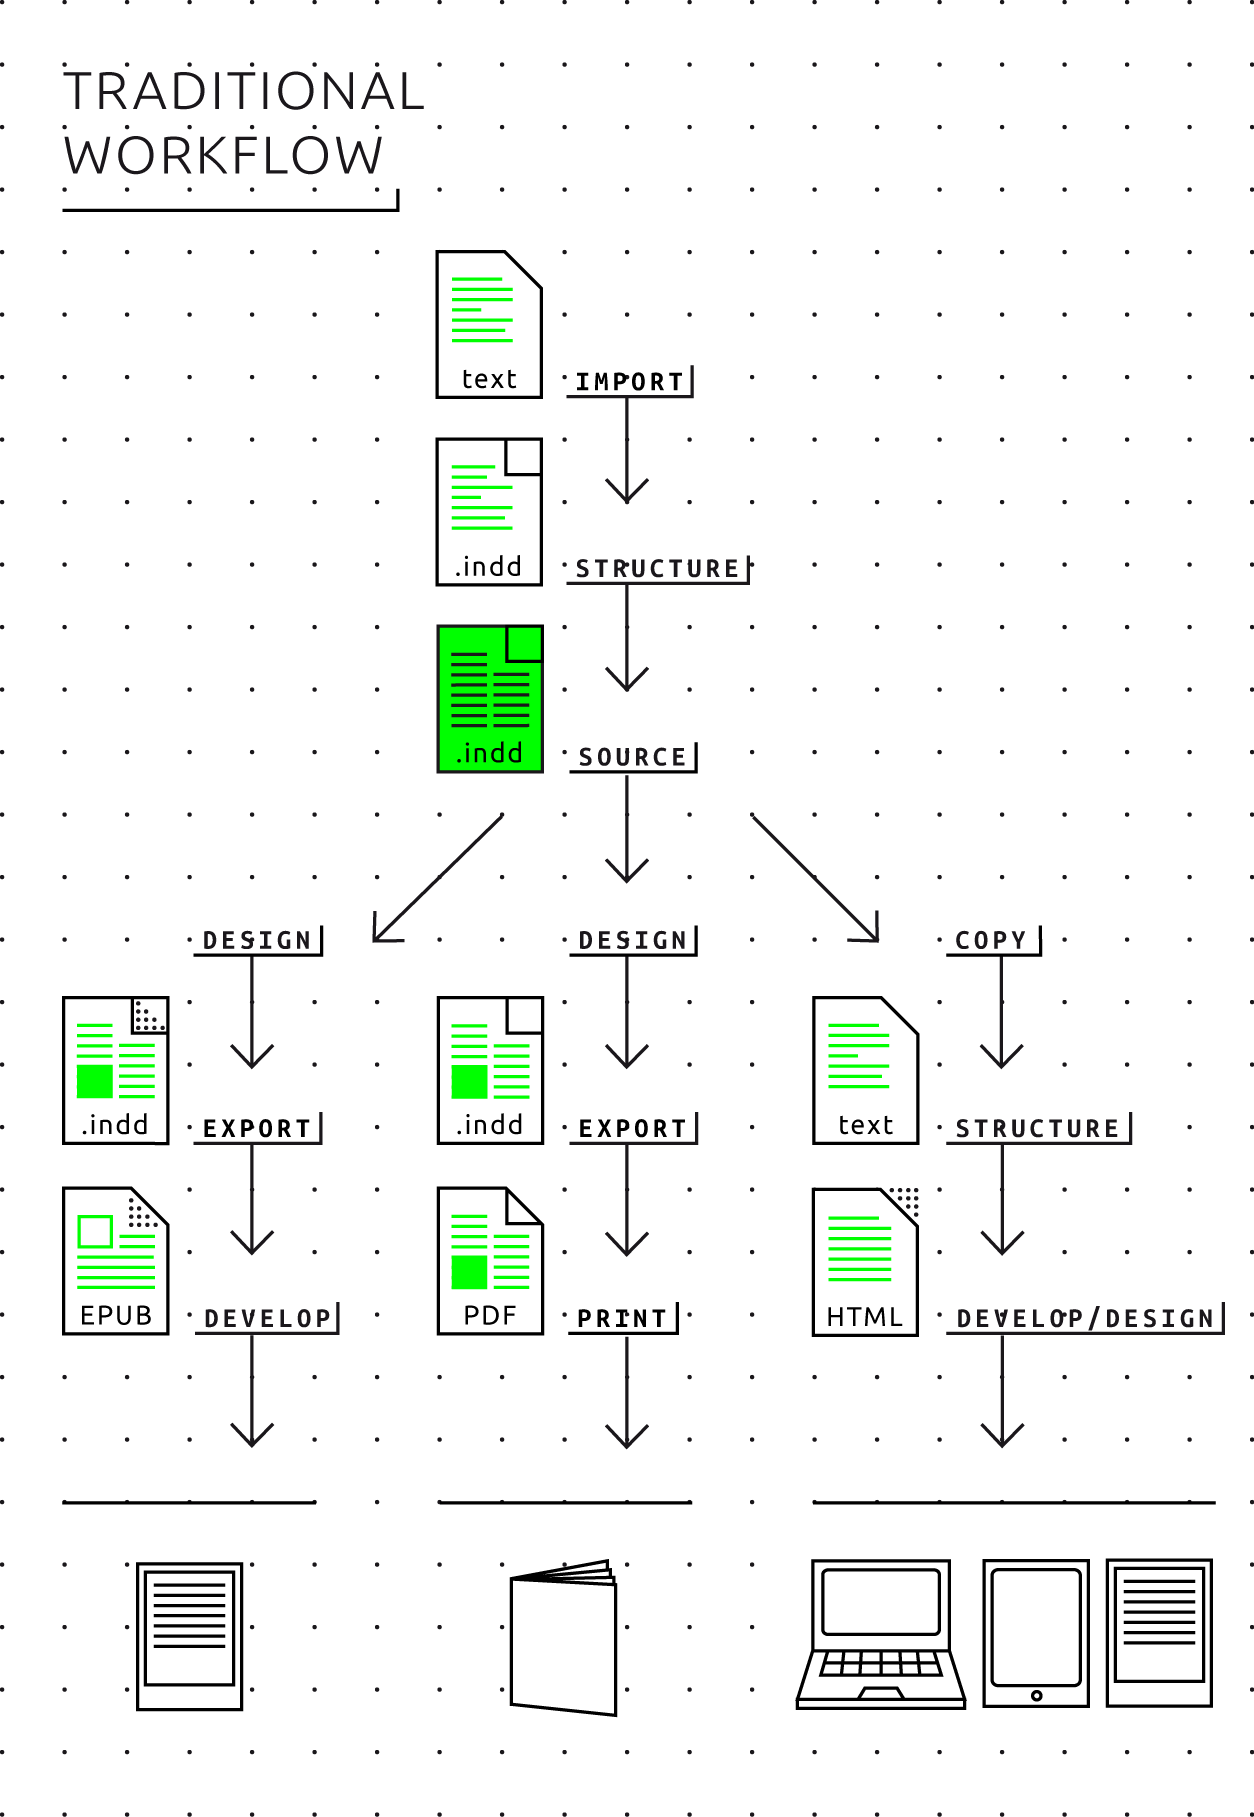 TRADITIONAL
WORKFLOW
text
IMPORT
.indd
STRUCTURE
.indd
SOURCE
DESIGN
DESIGN
COPY
.indd
EXPORT
.indd
EXPORT
text
STRUCTURE
EPUB
DEVELOP
PDF
PRINT
HTML
DEVELOP/DESIGN